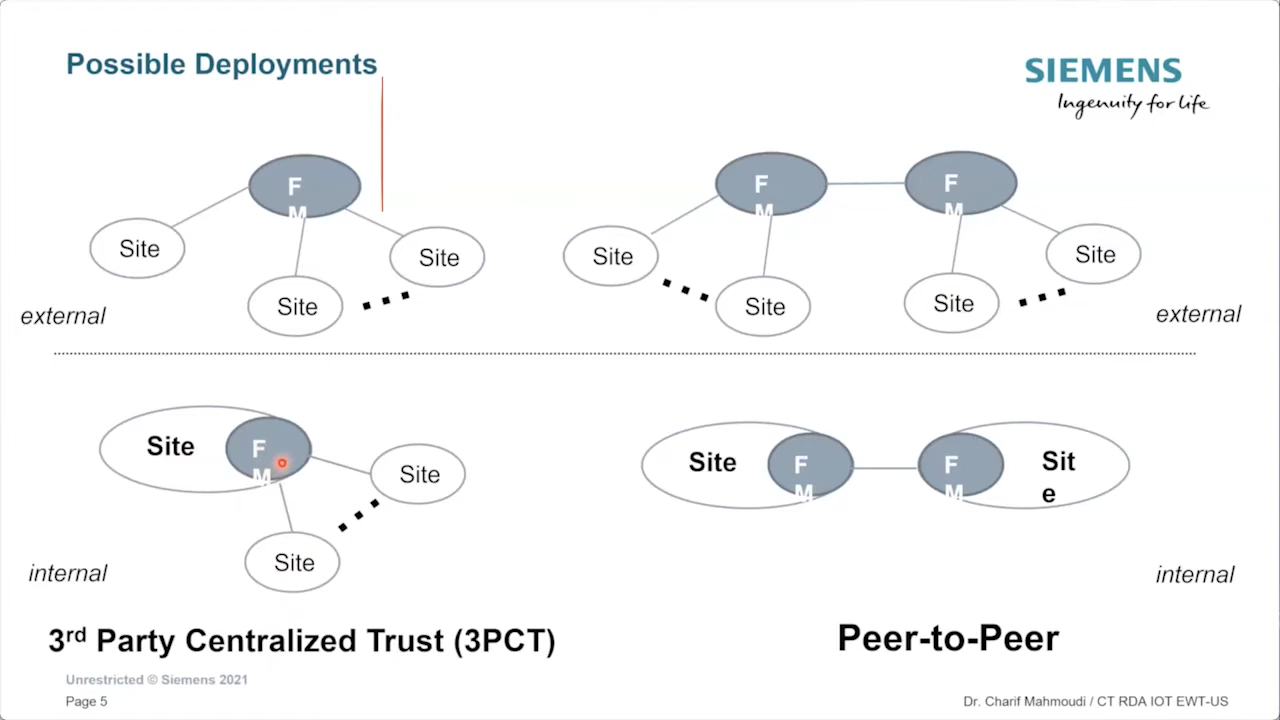 Possible Deployments
SIEMENS
Ingenuity for life
F
M
Site
Site
Site
external
F
M
F
M
Site
Site
Site
Site
external
Site
F
M
Site
Site
internal
Site
F
M
F
M
Sit
e
internal
3rd Party Centralized Trust (3PCT)
Peer-to-Peer
Unrestricted © Siemens 2021
Page 5
Dr. Charif Mahmoudi / CT RDA IOT EWT-US